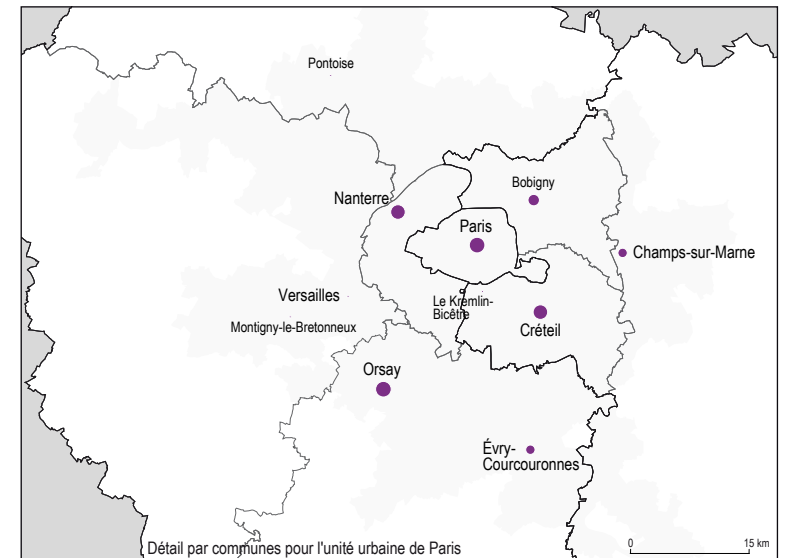 Pontoise
Bobigny
Nanterre
Paris
Champs-sur-Marne
Versailles
Le Kremlin-
Bicêtre
Montigny-le-Bretonneux
Créteil
Orsay
Évry-
Courcouronnes
Détail par communes pour l'unité urbaine de Paris
0
15 km